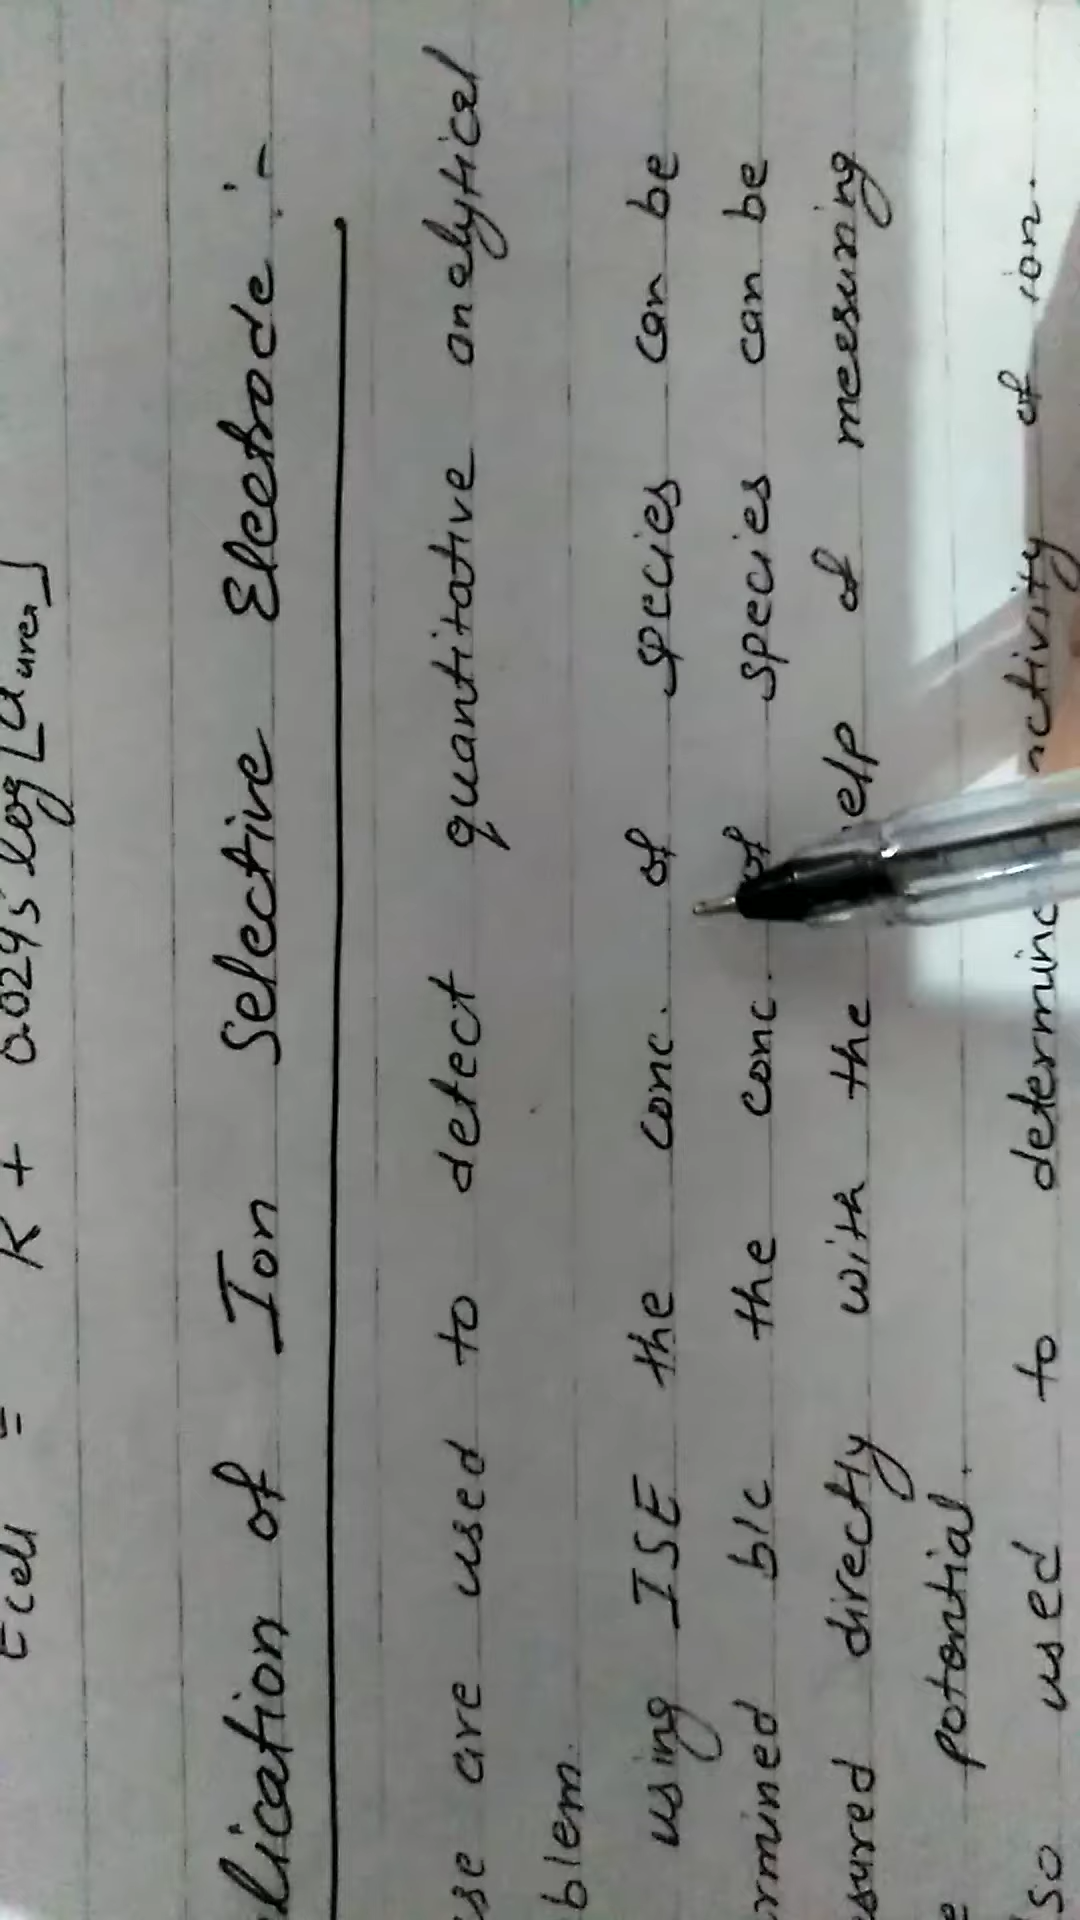 Ecell = K + 0.0295 log [a urea]
lication of Ion Selective Electrode :-
se are used to detect quantitative analytical
blem.
using ISE the conc. of species can be
rmined b/c the conc. of species can be
sured directly with the elp of measuring
e potential.
so used to determine ctivity of ion.